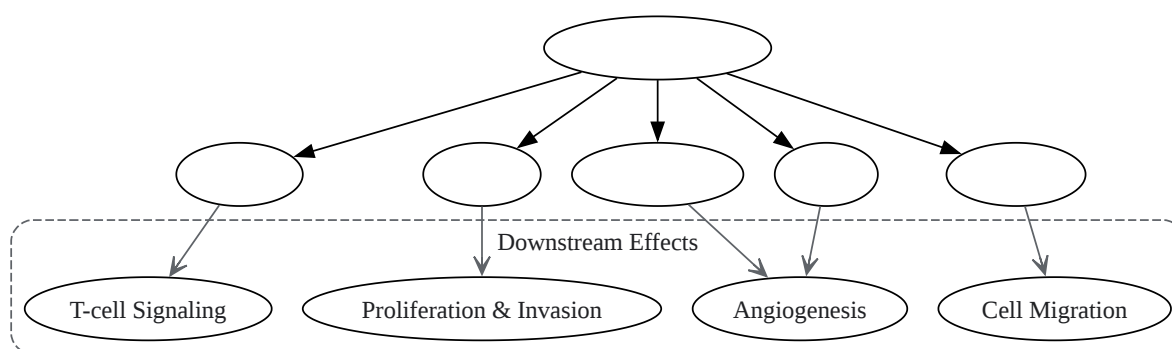 Downstream Effects
T-cell Signaling
Proliferation & Invasion
Angiogenesis
Cell Migration